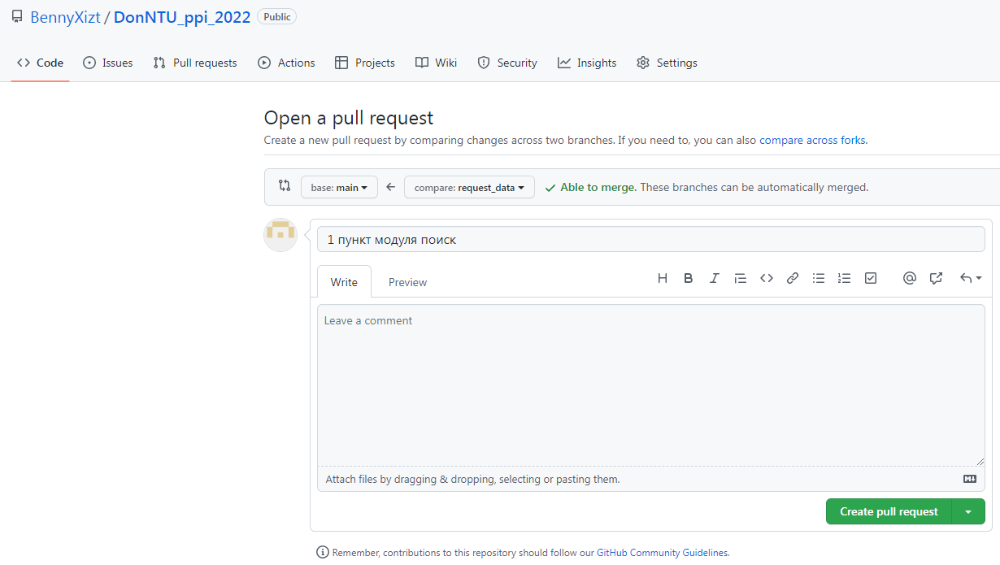 BennyXizt / DonNTU_ppi_2022 Public
Code Issues Pull requests Actions Projects Wiki Security Insights Settings
Open a pull request
Create a new pull request by comparing changes across two branches. If you need to, you can also compare across forks.
base: main compare: request_data Able to merge. These branches can be automatically merged.
1 пункт модуля поиск
Write Preview
Leave a comment
Attach files by dragging & dropping, selecting or pasting them.
Create pull request
Remember, contributions to this repository should follow our GitHub Community Guidelines.